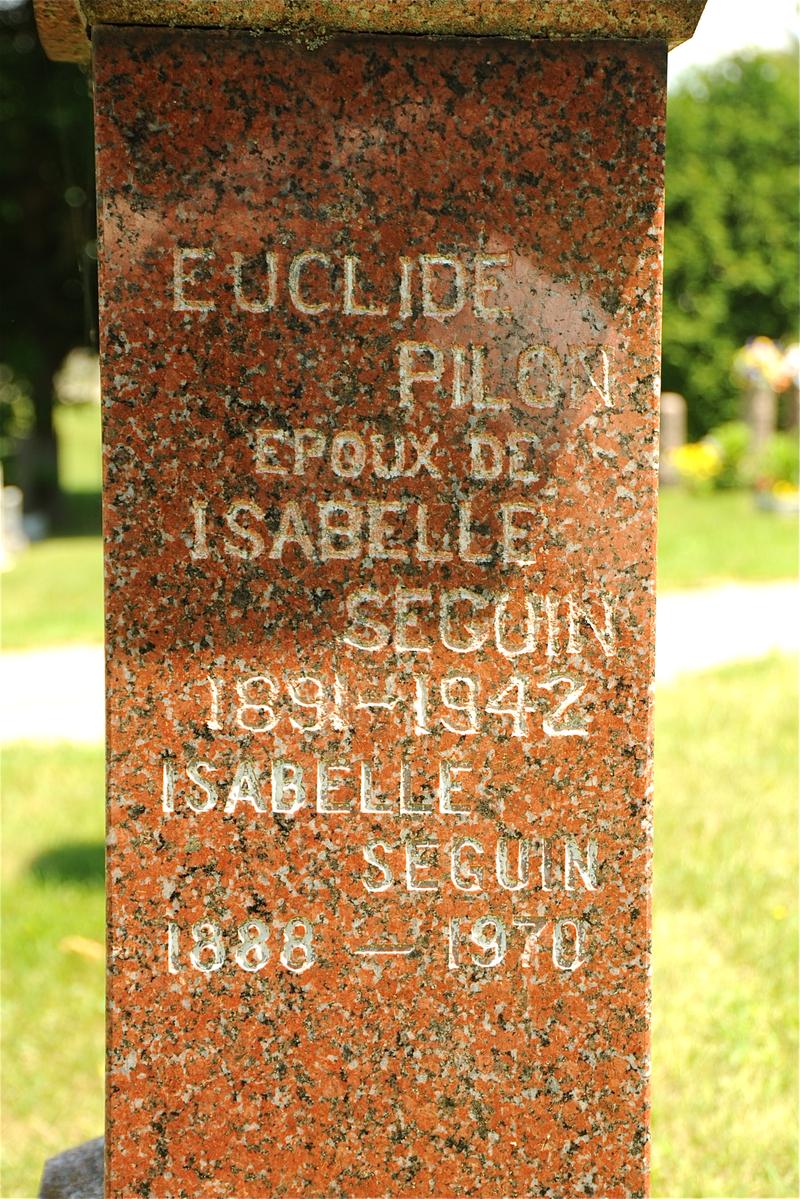 EUCLIDE
PILON
EPOUX DE
ISABELLE
SEGUIN
1891-1942
ISABELLE
SEGUIN
1888 — 1970